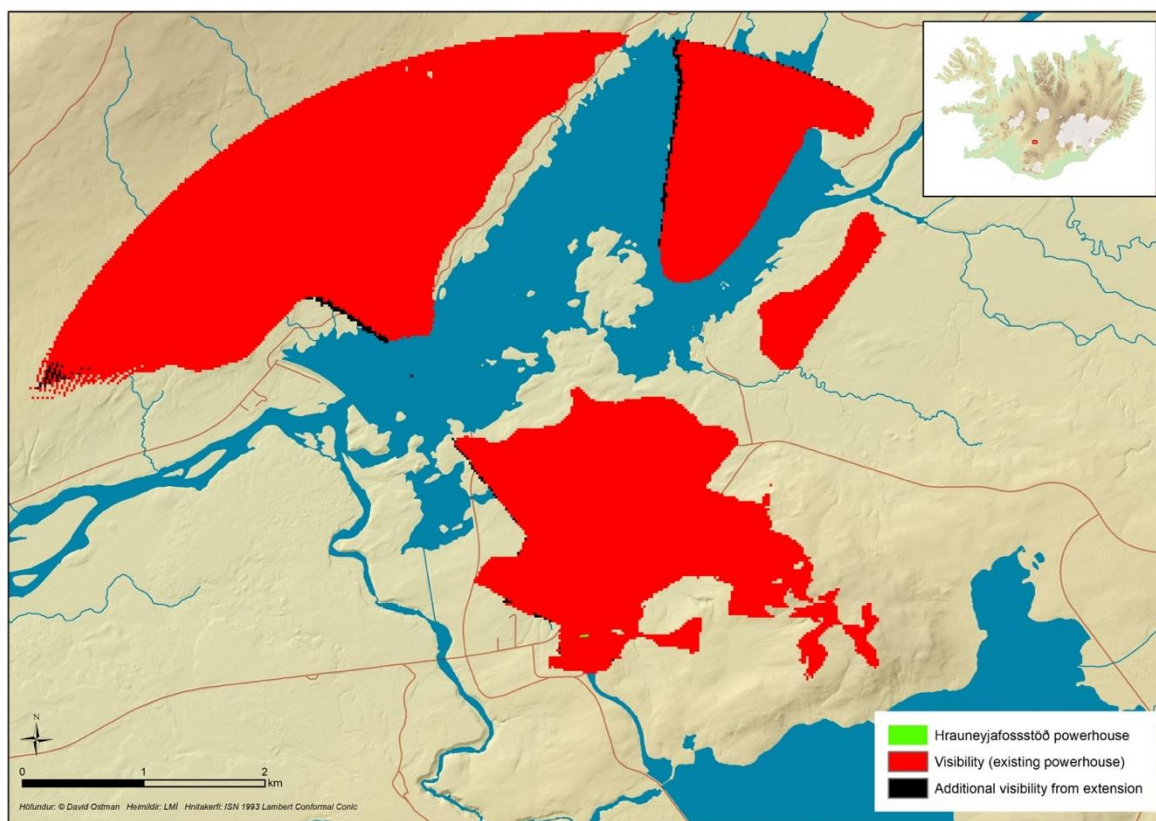 Hrauneyjafossstöð powerhouse
Visibility (existing powerhouse)
Additional visibility from extension
N
0 1 2
km
Höfundur: © David Ostman Heimildir: LMÍ Hnitakerfi: ISN 1993 Lambert Conformal Conic